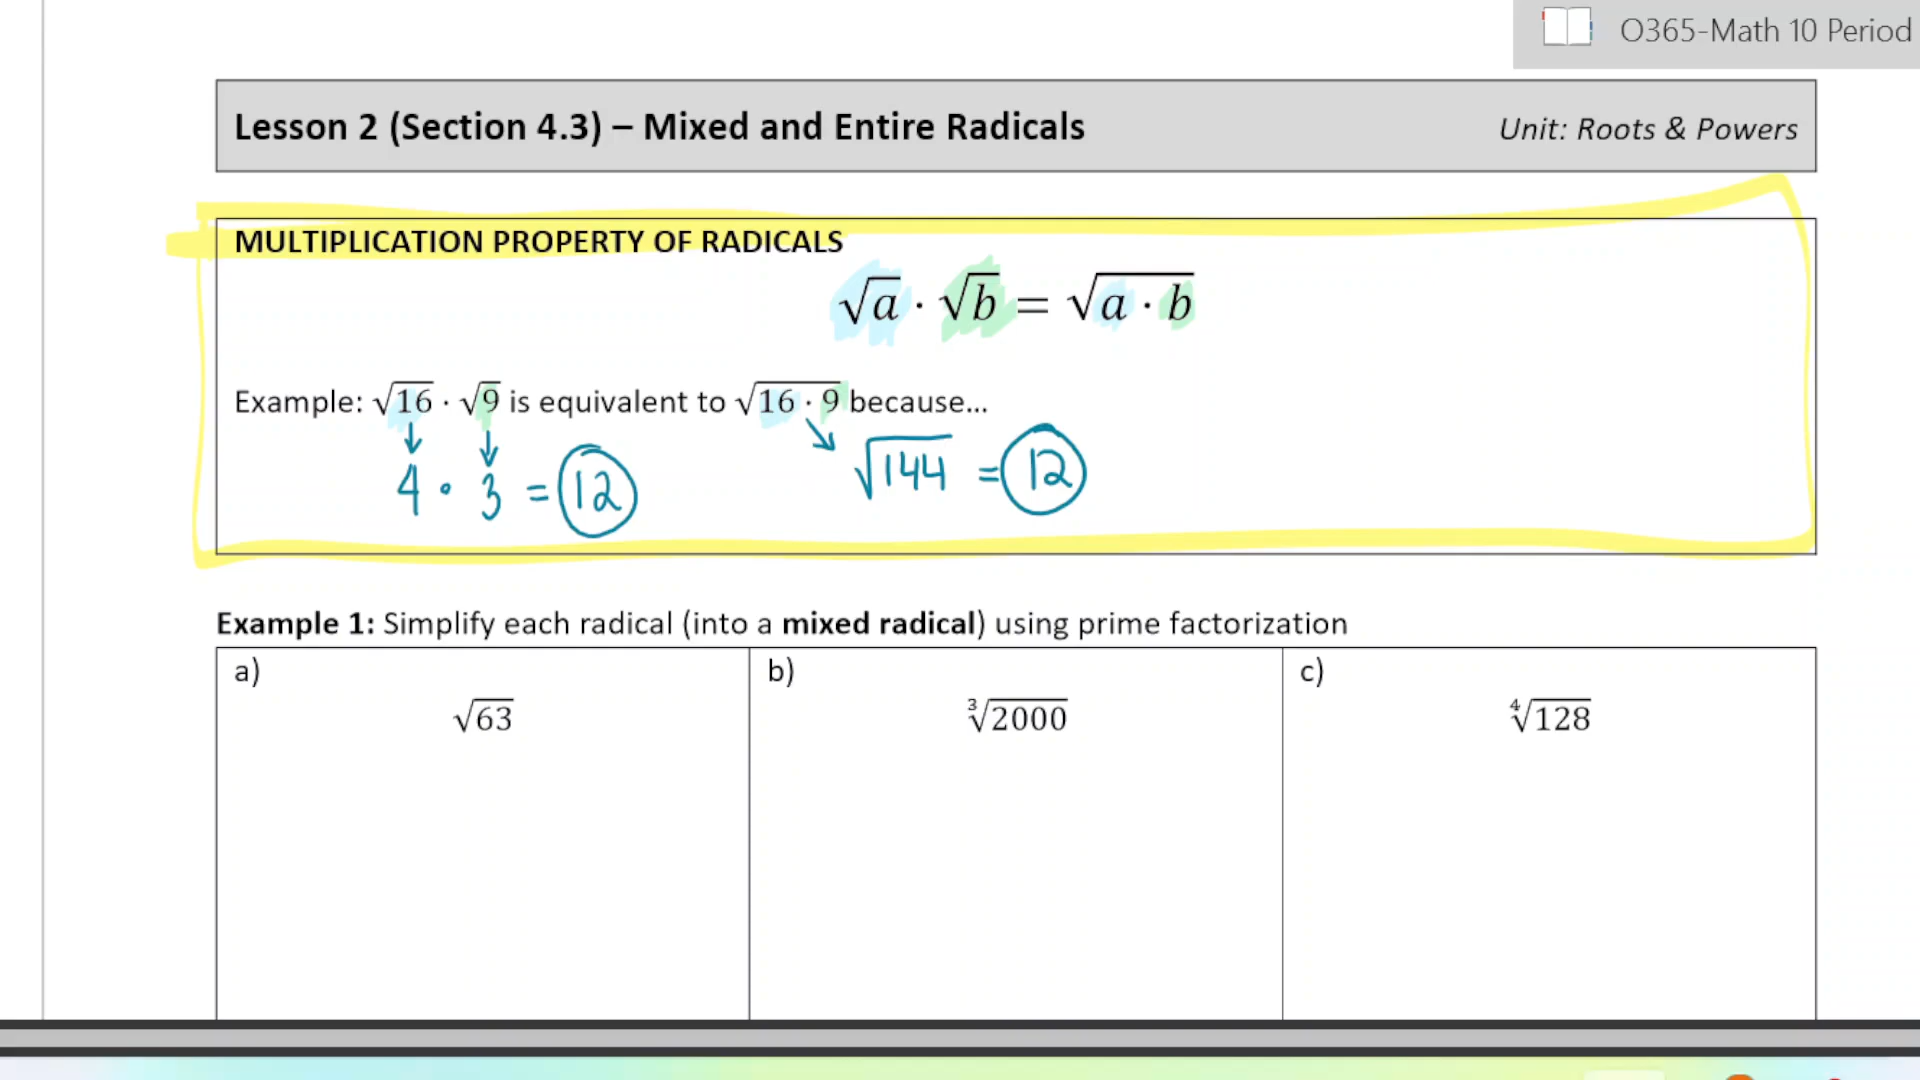 O365-Math 10 Period
Lesson 2 (Section 4.3) – Mixed and Entire Radicals Unit: Roots & Powers
MULTIPLICATION PROPERTY OF RADICALS
√a · √b = √(a · b)
Example: √16 · √9 is equivalent to √(16 · 9) because...
4 · 3 = 12 √144 = 12
Example 1: Simplify each radical (into a mixed radical) using prime factorization
a) b) c)
√63 ∛2000 ∜128